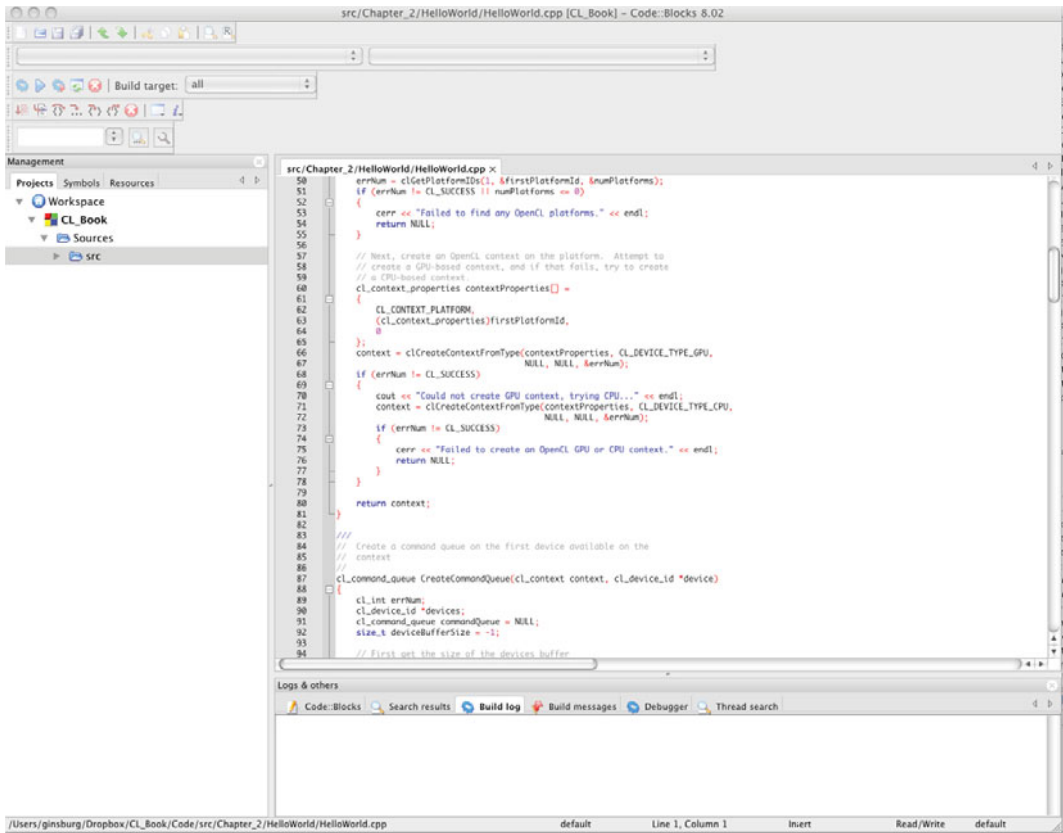 src/Chapter_2/HelloWorld/HelloWorld.cpp [CL_Book] – Code::Blocks 8.02
Build target: all
Management
Projects Symbols Resources
Workspace
CL_Book
Sources
src
src/Chapter_2/HelloWorld/HelloWorld.cpp ×
50 errNum = clGetPlatformIDs(1, &firstPlatformId, &numPlatforms);
51 if (errNum != CL_SUCCESS || numPlatforms <= 0)
52 {
53 cerr << "Failed to find any OpenCL platforms." << endl;
54 return NULL;
55 }
56
57 // Next, create an OpenCL context on the platform.  Attempt to
58 // create a GPU-based context, and if that fails, try to create
59 // a CPU-based context.
60 cl_context_properties contextProperties[] =
61 {
62 CL_CONTEXT_PLATFORM,
63 (cl_context_properties)firstPlatformId,
64 0
65 };
66 context = clCreateContextFromType(contextProperties, CL_DEVICE_TYPE_GPU,
67 NULL, NULL, &errNum);
68 if (errNum != CL_SUCCESS)
69 {
70 cout << "Could not create GPU context, trying CPU..." << endl;
71 context = clCreateContextFromType(contextProperties, CL_DEVICE_TYPE_CPU,
72 NULL, NULL, &errNum);
73 if (errNum != CL_SUCCESS)
74 {
75 cerr << "Failed to create an OpenCL GPU or CPU context." << endl;
76 return NULL;
77 }
78 }
79
80 return context;
81 }
82
83 ///
84 //  Create a command queue on the first device available on the
85 //  context
86 //
87 cl_command_queue CreateCommandQueue(cl_context context, cl_device_id *device)
88 {
89 cl_int errNum;
90 cl_device_id *devices;
91 cl_command_queue commandQueue = NULL;
92 size_t deviceBufferSize = -1;
93
94 // First get the size of the devices buffer
Logs & others
Code::Blocks Search results Build log Build messages Debugger Thread search
/Users/ginsburg/Dropbox/CL_Book/Code/src/Chapter_2/HelloWorld/HelloWorld.cpp default Line 1, Column 1 Insert Read/Write default